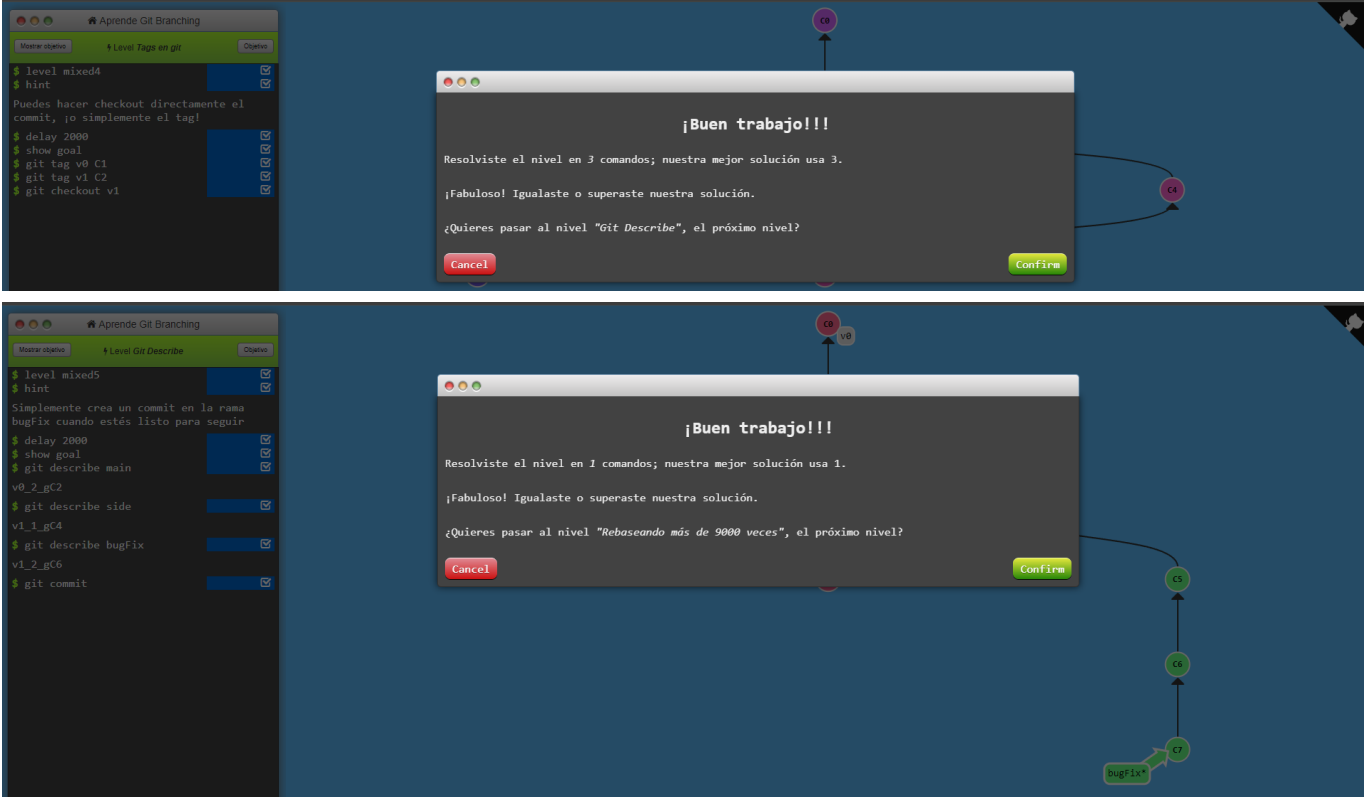 Aprende Git Branching
Mostrar objetivo
Level Tags en git
Objetivo
$ level mixed4
$ hint
Puedes hacer checkout directamente el
commit, ¡o simplemente el tag!
$ delay 2000
$ show goal
$ git tag v0 C1
$ git tag v1 C2
$ git checkout v1
C0
¡Buen trabajo!!!
Resolviste el nivel en 3 comandos; nuestra mejor solución usa 3.
¡Fabuloso! Igualaste o superaste nuestra solución.
¿Quieres pasar al nivel "Git Describe", el próximo nivel?
Cancel
Confirm
C4
Aprende Git Branching
Mostrar objetivo
Level Git Describe
Objetivo
$ level mixed5
$ hint
Simplemente crea un commit en la rama
bugFix cuando estés listo para seguir
$ delay 2000
$ show goal
$ git describe main
v0_2_gC2
$ git describe side
v1_1_gC4
$ git describe bugFix
v1_2_gC6
$ git commit
C0
v0
¡Buen trabajo!!!
Resolviste el nivel en 1 comandos; nuestra mejor solución usa 1.
¡Fabuloso! Igualaste o superaste nuestra solución.
¿Quieres pasar al nivel "Rebaseando más de 9000 veces", el próximo nivel?
Cancel
Confirm
C5
C6
C7
bugFix*